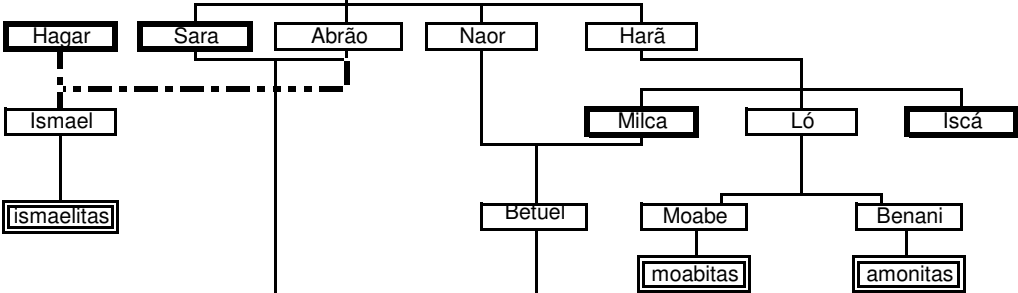 Hagar
Sara
Abrão
Naor
Harã
Ismael
Milca
Ló
Iscá
ismaelitas
Betuel
Moabe
Benani
moabitas
amonitas